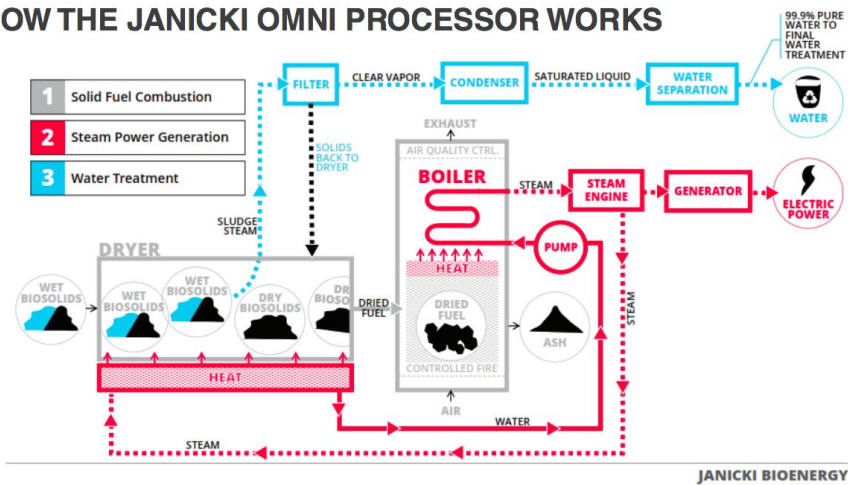 OW THE JANICKI OMNI PROCESSOR WORKS
99.9% PURE
WATER TO
FINAL
WATER
TREATMENT
1 Solid Fuel Combustion
2 Steam Power Generation
3 Water Treatment
FILTER
CLEAR VAPOR
CONDENSER
SATURATED LIQUID
WATER
SEPARATION
WATER
SOLIDS
BACK TO
DRYER
SLUDGE
STEAM
EXHAUST
AIR QUALITY CTRL.
BOILER
STEAM
STEAM
ENGINE
GENERATOR
ELECTRIC
POWER
PUMP
HEAT
DRYER
WET
BIOSOLIDS
WET
BIOSOLIDS
WET
BIOSOLIDS
DRY
BIOSOLIDS
DR
BIOSO
DRIED
FUEL
DRIED
FUEL
CONTROLLED FIRE
ASH
STEAM
HEAT
AIR
WATER
STEAM
JANICKI BIOENERGY